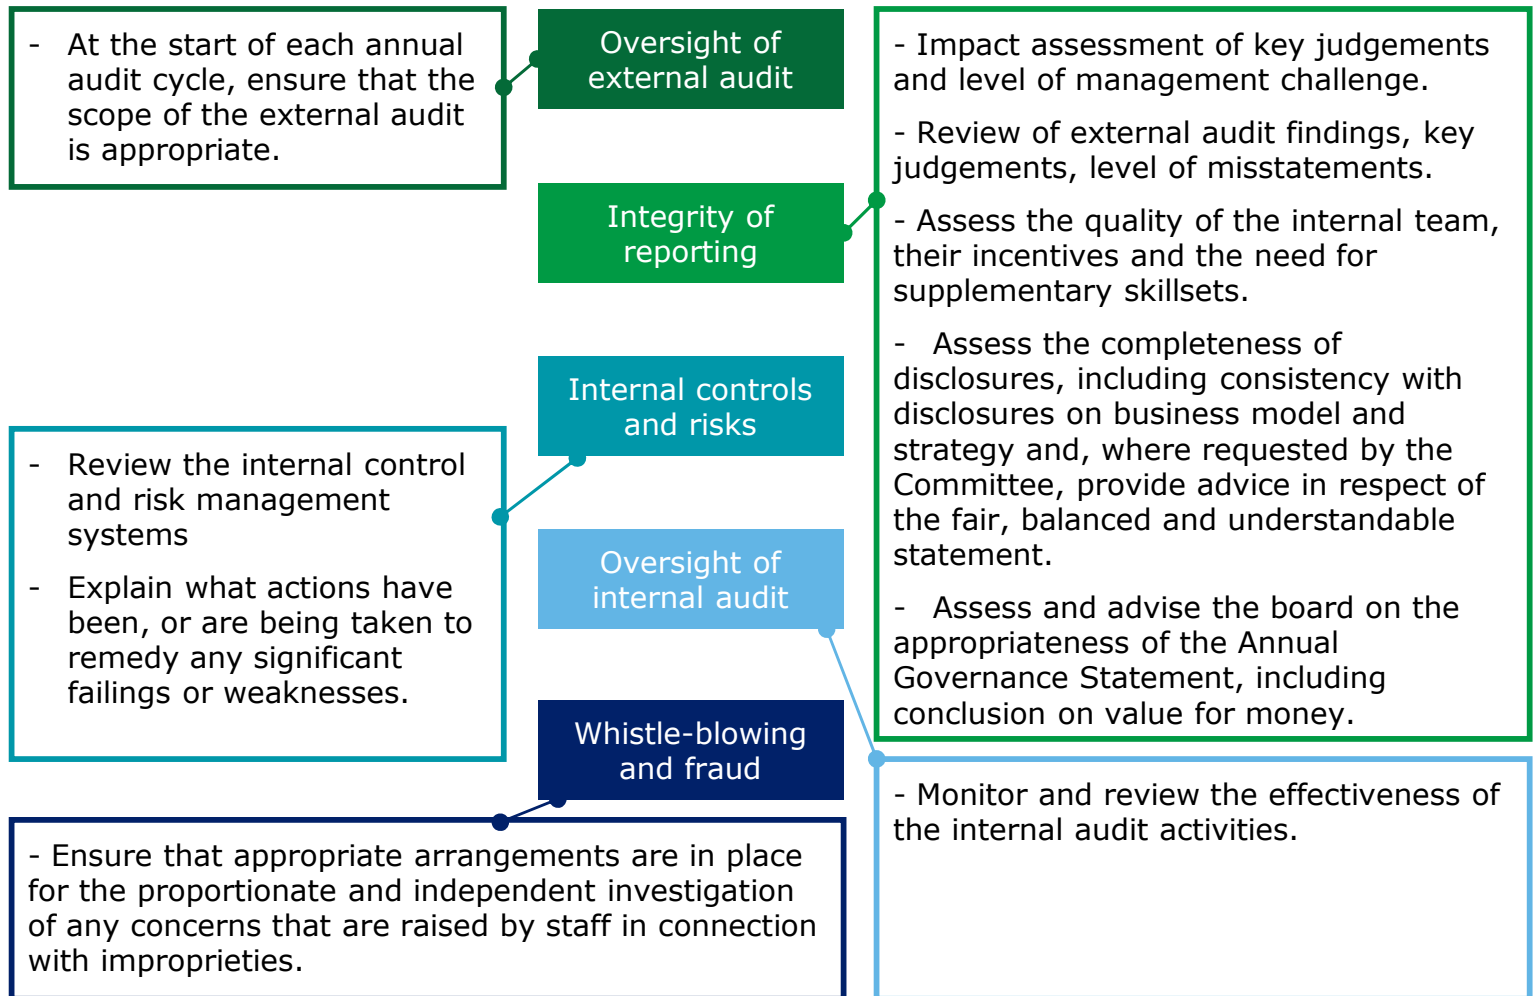 - At the start of each annual
audit cycle, ensure that the
scope of the external audit
is appropriate.
Oversight of
external audit
Integrity of
reporting
- Impact assessment of key judgements
and level of management challenge.
- Review of external audit findings, key
judgements, level of misstatements.
- Assess the quality of the internal team,
their incentives and the need for
supplementary skillsets.
- Assess the completeness of
disclosures, including consistency with
disclosures on business model and
strategy and, where requested by the
Committee, provide advice in respect of
the fair, balanced and understandable
statement.
- Assess and advise the board on the
appropriateness of the Annual
Governance Statement, including
conclusion on value for money.
Internal controls
and risks
- Review the internal control
and risk management
systems
- Explain what actions have
been, or are being taken to
remedy any significant
failings or weaknesses.
Oversight of
internal audit
- Monitor and review the effectiveness of
the internal audit activities.
Whistle-blowing
and fraud
- Ensure that appropriate arrangements are in place
for the proportionate and independent investigation
of any concerns that are raised by staff in connection
with improprieties.